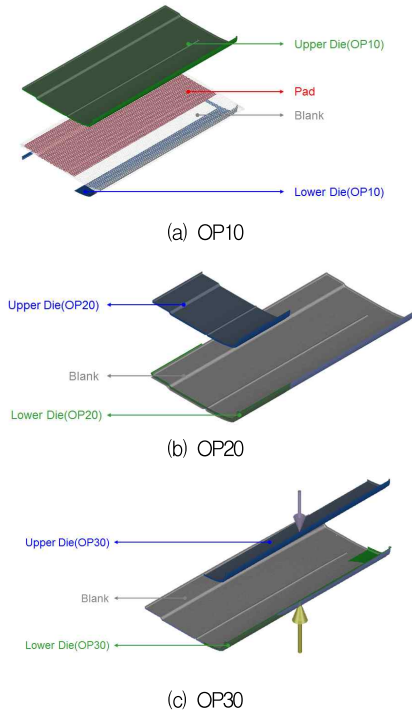 Upper Die(OP10)
Pad
Blank
Lower Die(OP10)
(a) OP10
Upper Die(OP20)
Blank
Lower Die(OP20)
(b) OP20
Upper Die(OP30)
Blank
Lower Die(OP30)
(c) OP30